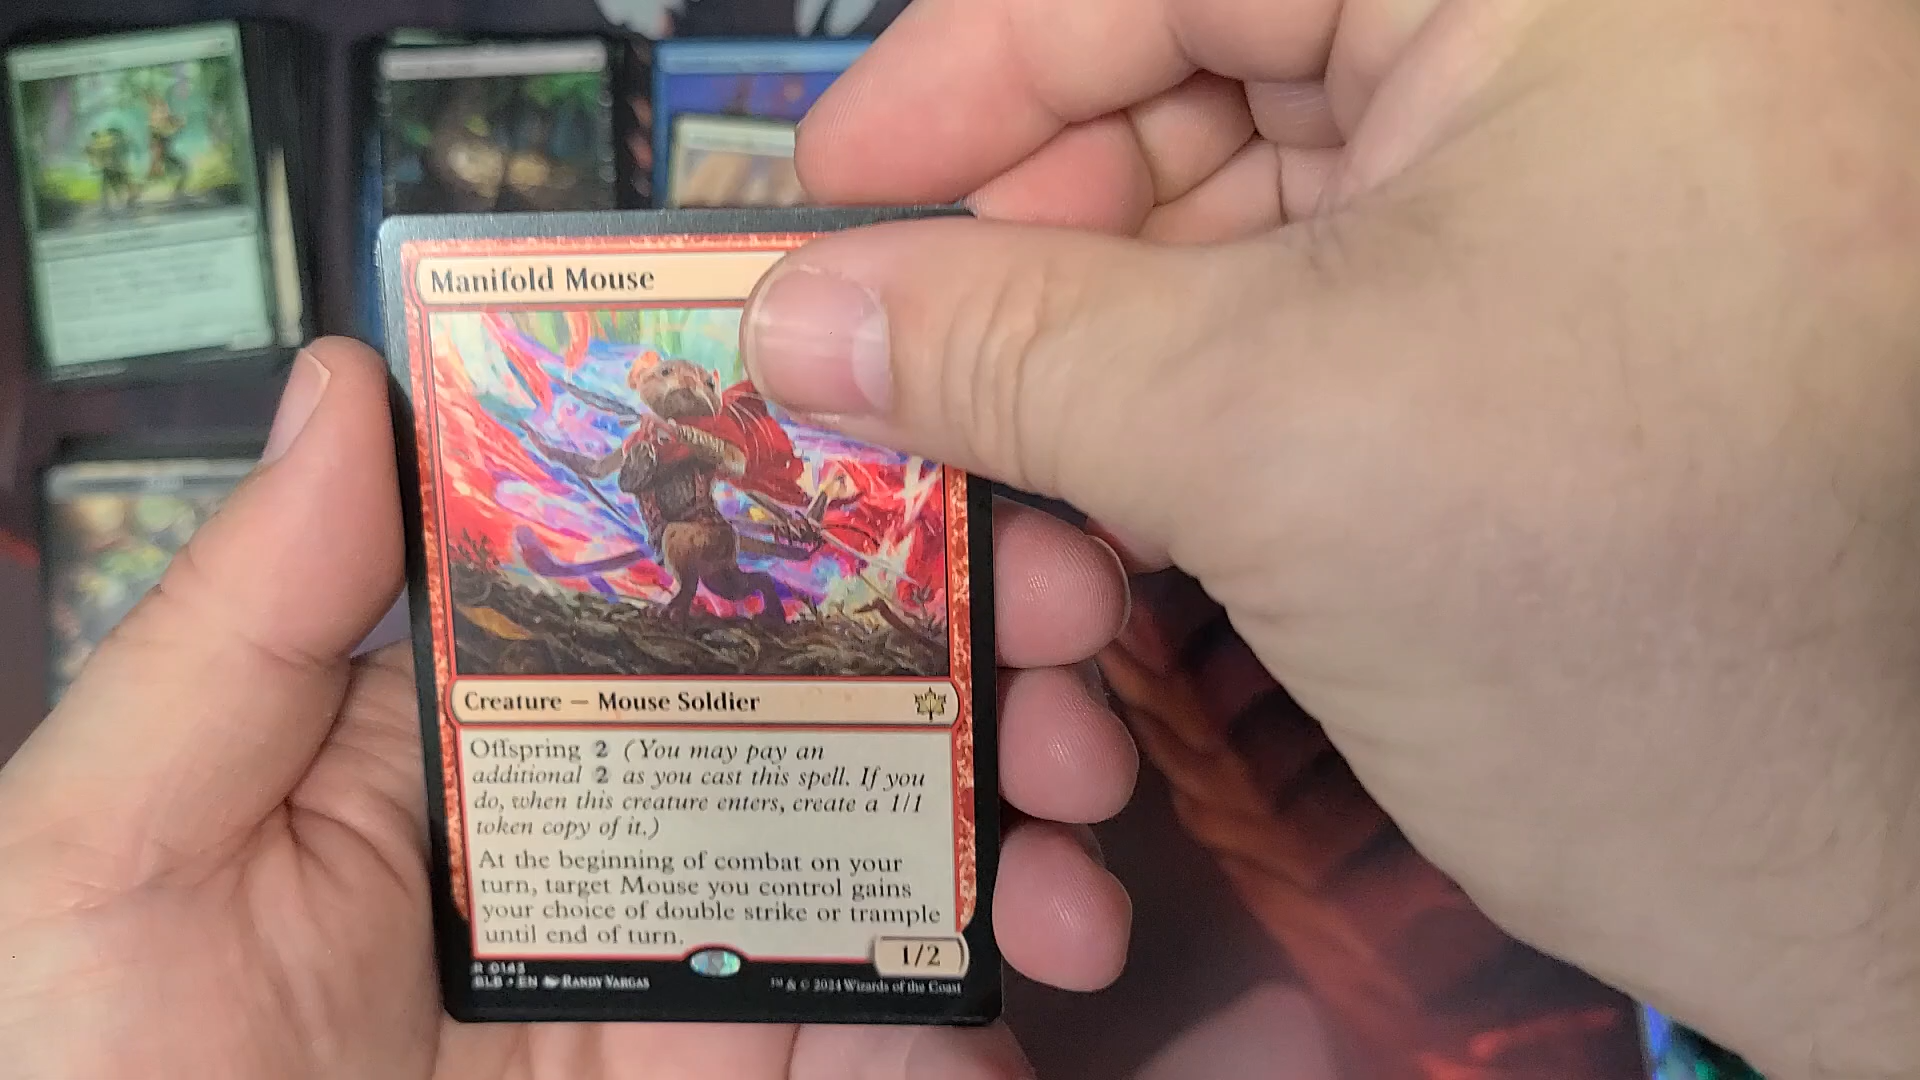 Manifold Mouse
Creature — Mouse Soldier
Offspring 2 (You may pay an
additional 2 as you cast this spell. If you
do, when this creature enters, create a 1/1
token copy of it.)
At the beginning of combat on your
turn, target Mouse you control gains
your choice of double strike or trample
until end of turn.
1/2
R 0143
BLB • EN RANDY VARGAS
™ & © 2024 Wizards of the Coast